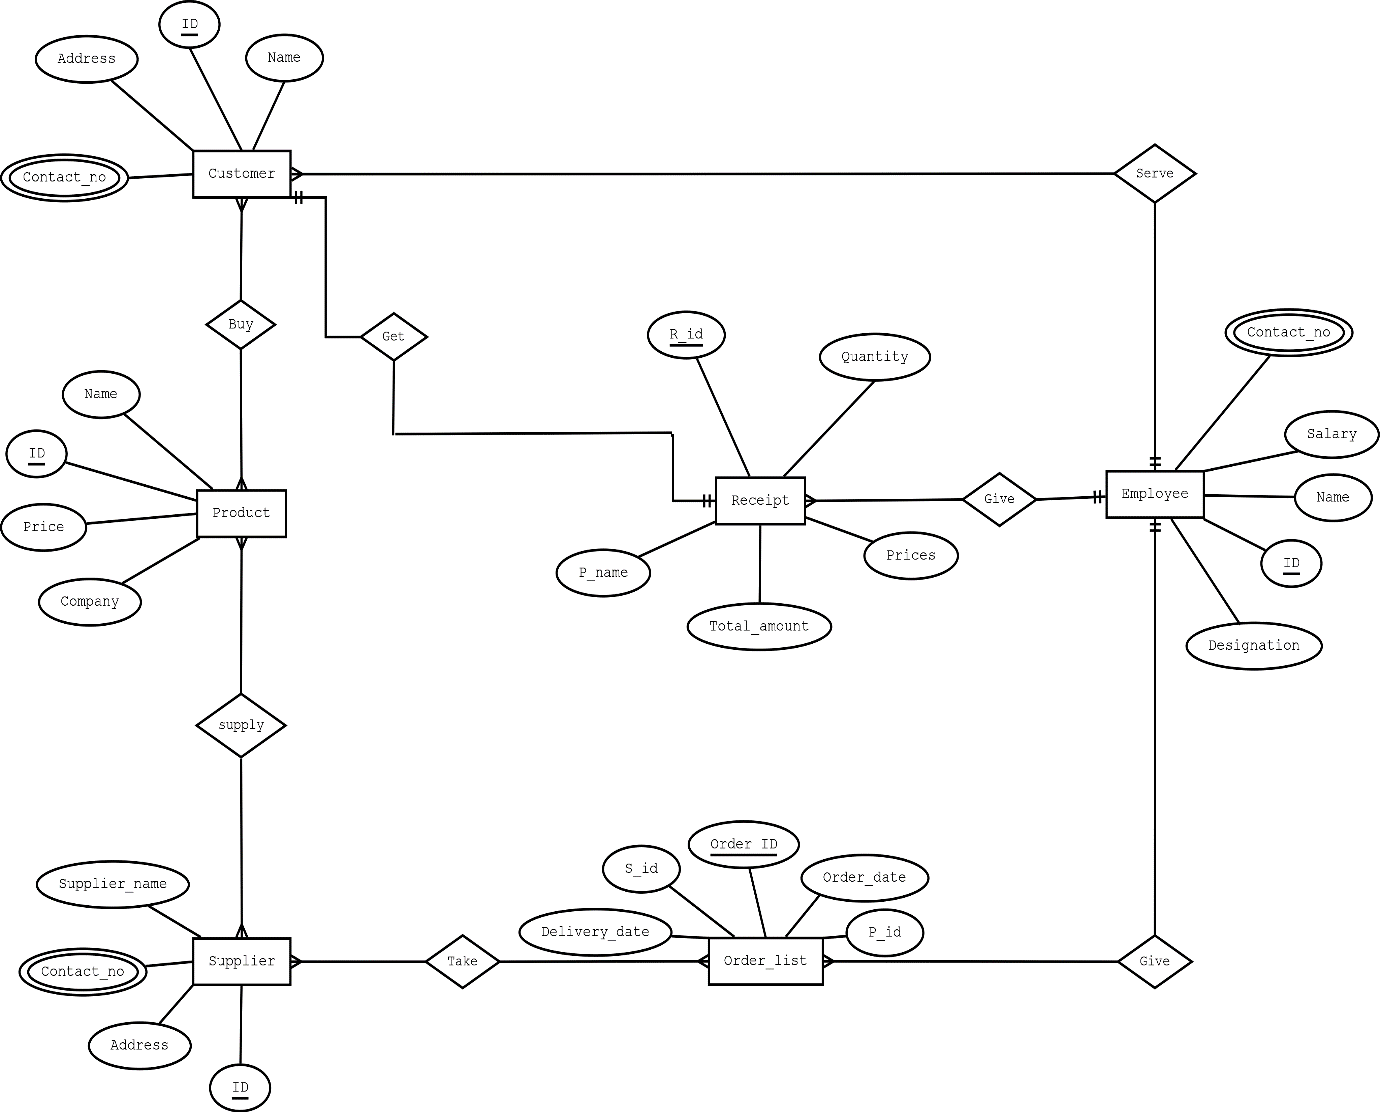 ID
Address
Name
Contact_no
Customer
Serve
Buy
Get
R_id
Quantity
Contact_no
Name
ID
Price
Company
Product
Receipt
Give
Employee
Salary
Name
ID
Designation
P_name
Prices
Total_amount
supply
Supplier_name
Contact_no
Supplier
Address
ID
Take
S_id
Order ID
Order_date
Delivery_date
P_id
Order_list
Give